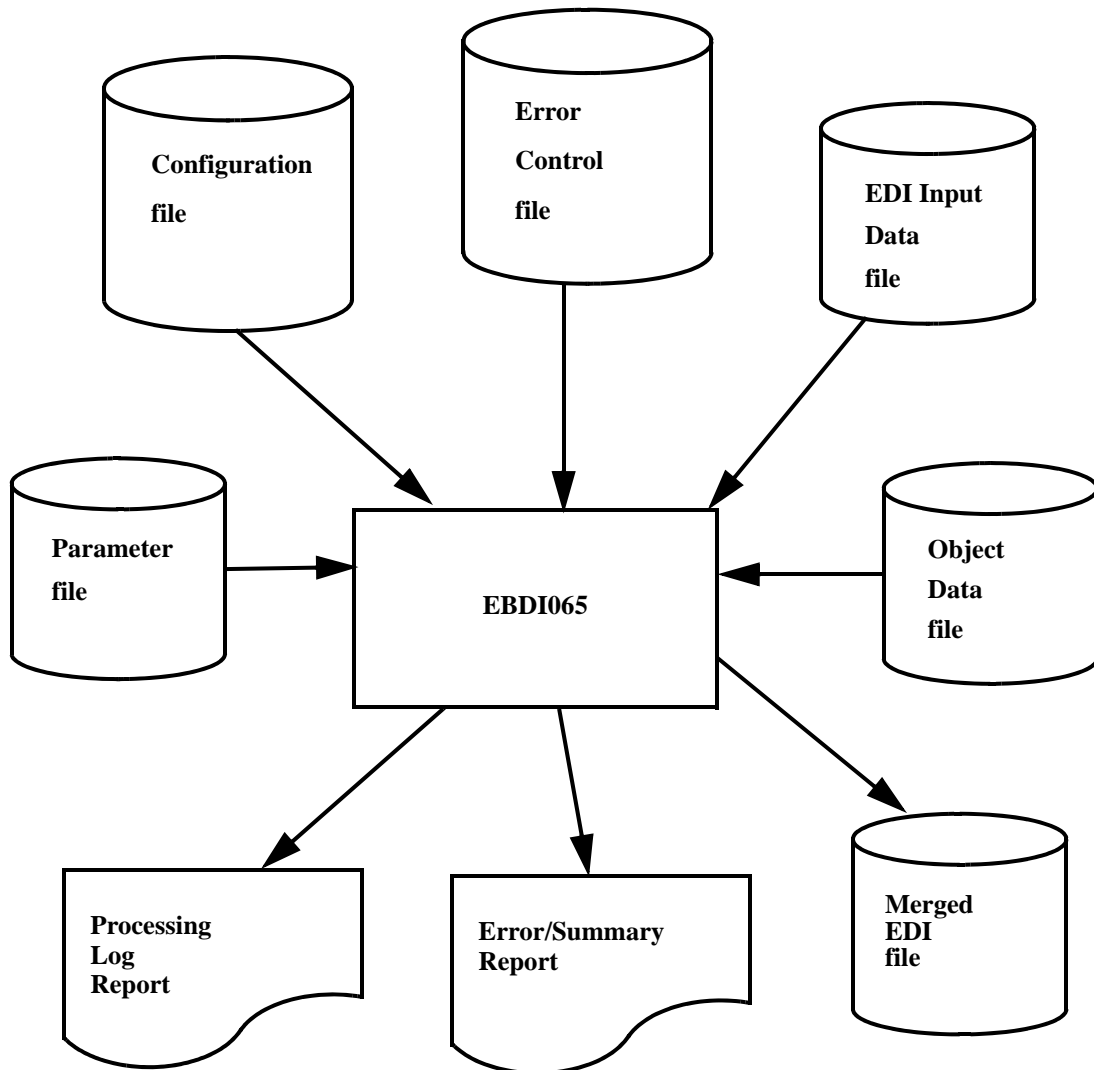 Configuration
file
Error
Control
file
EDI Input
Data
file
Parameter
file
EBDI065
Object
Data
file
Processing
Log
Report
Error/Summary
Report
Merged
EDI
file